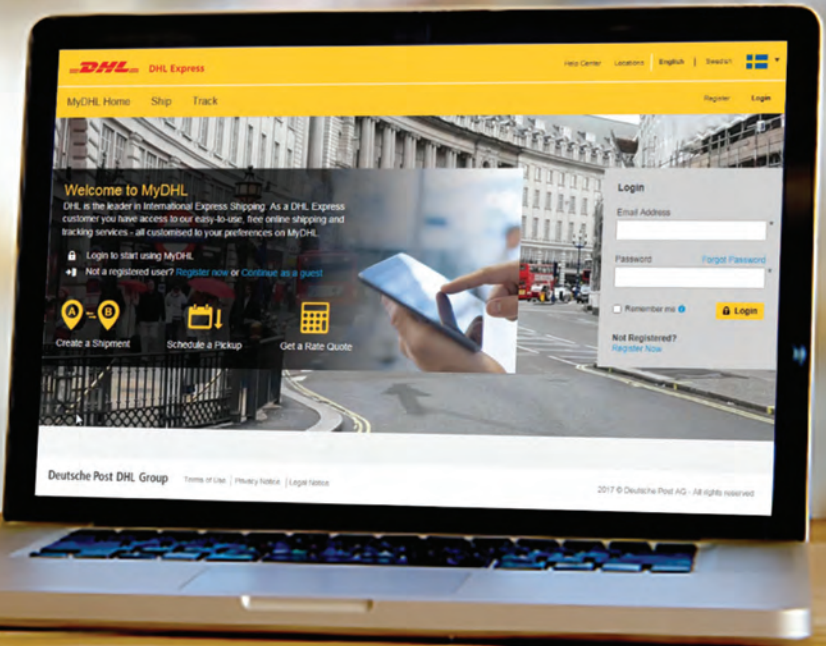 DHL DHL Express
Help Center Locations English | Swedish
MyDHL Home Ship Track
Register Login
Welcome to MyDHL
DHL is the leader in International Express Shipping. As a DHL Express
customer you have access to our easy-to-use, free online shipping and
tracking services - all customised to your preferences on MyDHL.
Login to start using MyDHL
Not a registered user? Register now or Continue as a guest
A B
Create a Shipment Schedule a Pickup Get a Rate Quote
Login
Email Address
*
Password Forgot Password
*
Remember me
Login
Not Registered?
Register Now
Deutsche Post DHL Group Terms of Use | Privacy Notice | Legal Notice
2017 © Deutsche Post AG - All rights reserved